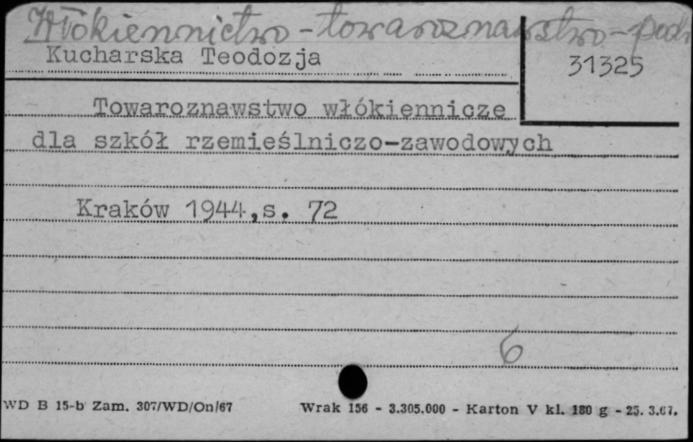 Włókiennictwo - towaroznawstwo - podr
Kucharska Teodozja
31325
Towaroznawstwo włókiennicze
dla szkół rzemieślniczo-zawodowych
Kraków 1944,s. 72
6
WD B 15-b Zam. 307/WD/On/67 Wrak 156 - 3.305.000 - Karton V kl. 180 g - 25. 3.67.